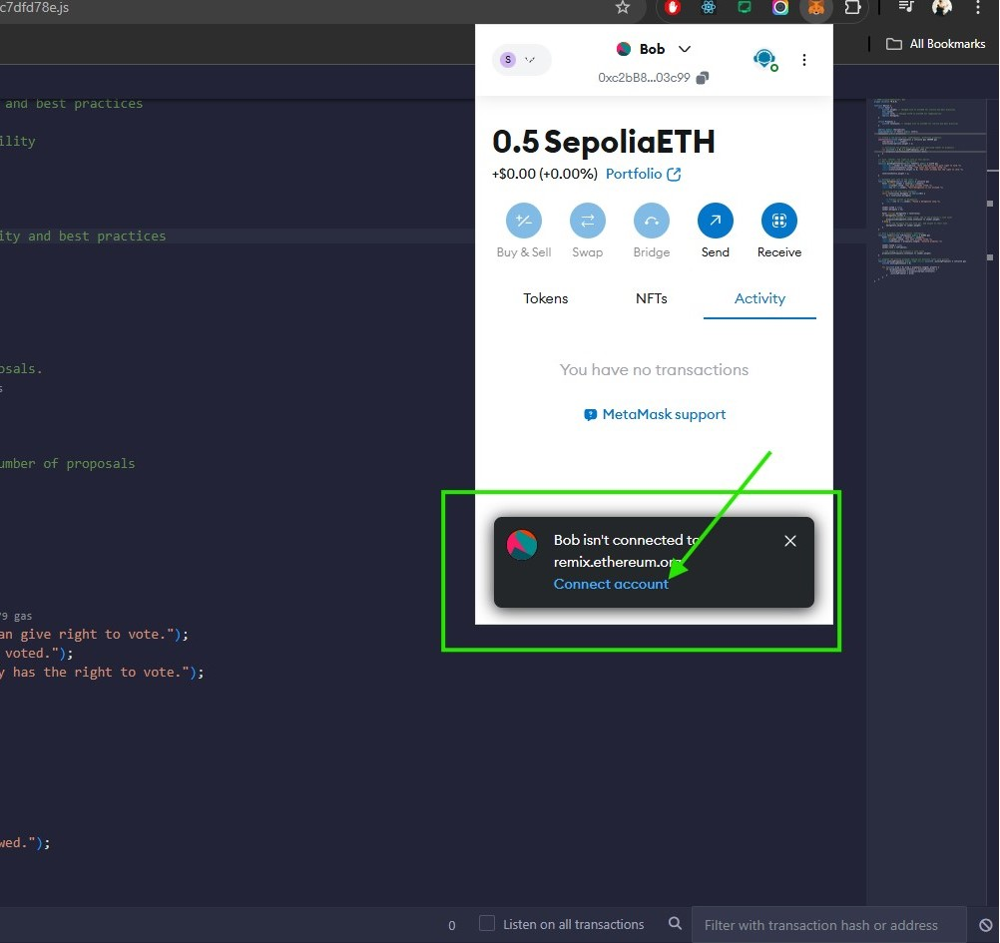 c7dfd78e.js
All Bookmarks
S
Bob
0xc2bB8...03c99
and best practices
ility
0.5 SepoliaETH
+$0.00 (+0.00%) Portfolio
ity and best practices
Buy & Sell
Swap
Bridge
Send
Receive
Tokens
NFTs
Activity
osals.
s
You have no transactions
MetaMask support
umber of proposals
Bob isn't connected to
remix.ethereum.org
Connect account
79 gas
an give right to vote.");
voted.");
y has the right to vote.");
wed.");
0
Listen on all transactions
Filter with transaction hash or address